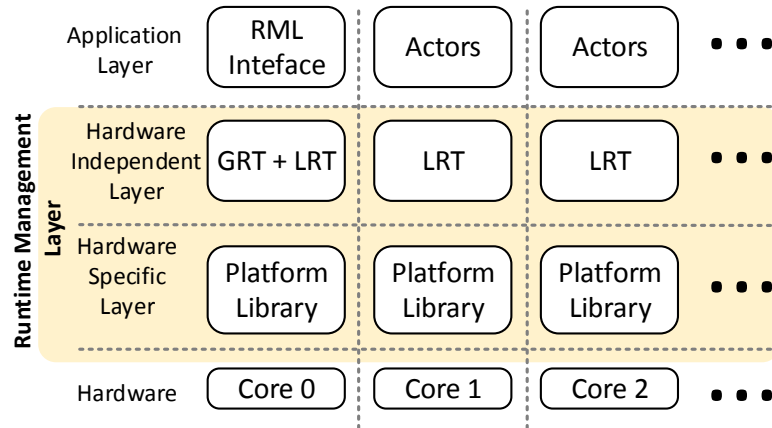 Application
Layer
RML
Inteface
Actors
Actors
Runtime Management
Layer
Hardware
Independent
Layer
GRT + LRT
LRT
LRT
Hardware
Specific
Layer
Platform
Library
Platform
Library
Platform
Library
Hardware
Core 0
Core 1
Core 2